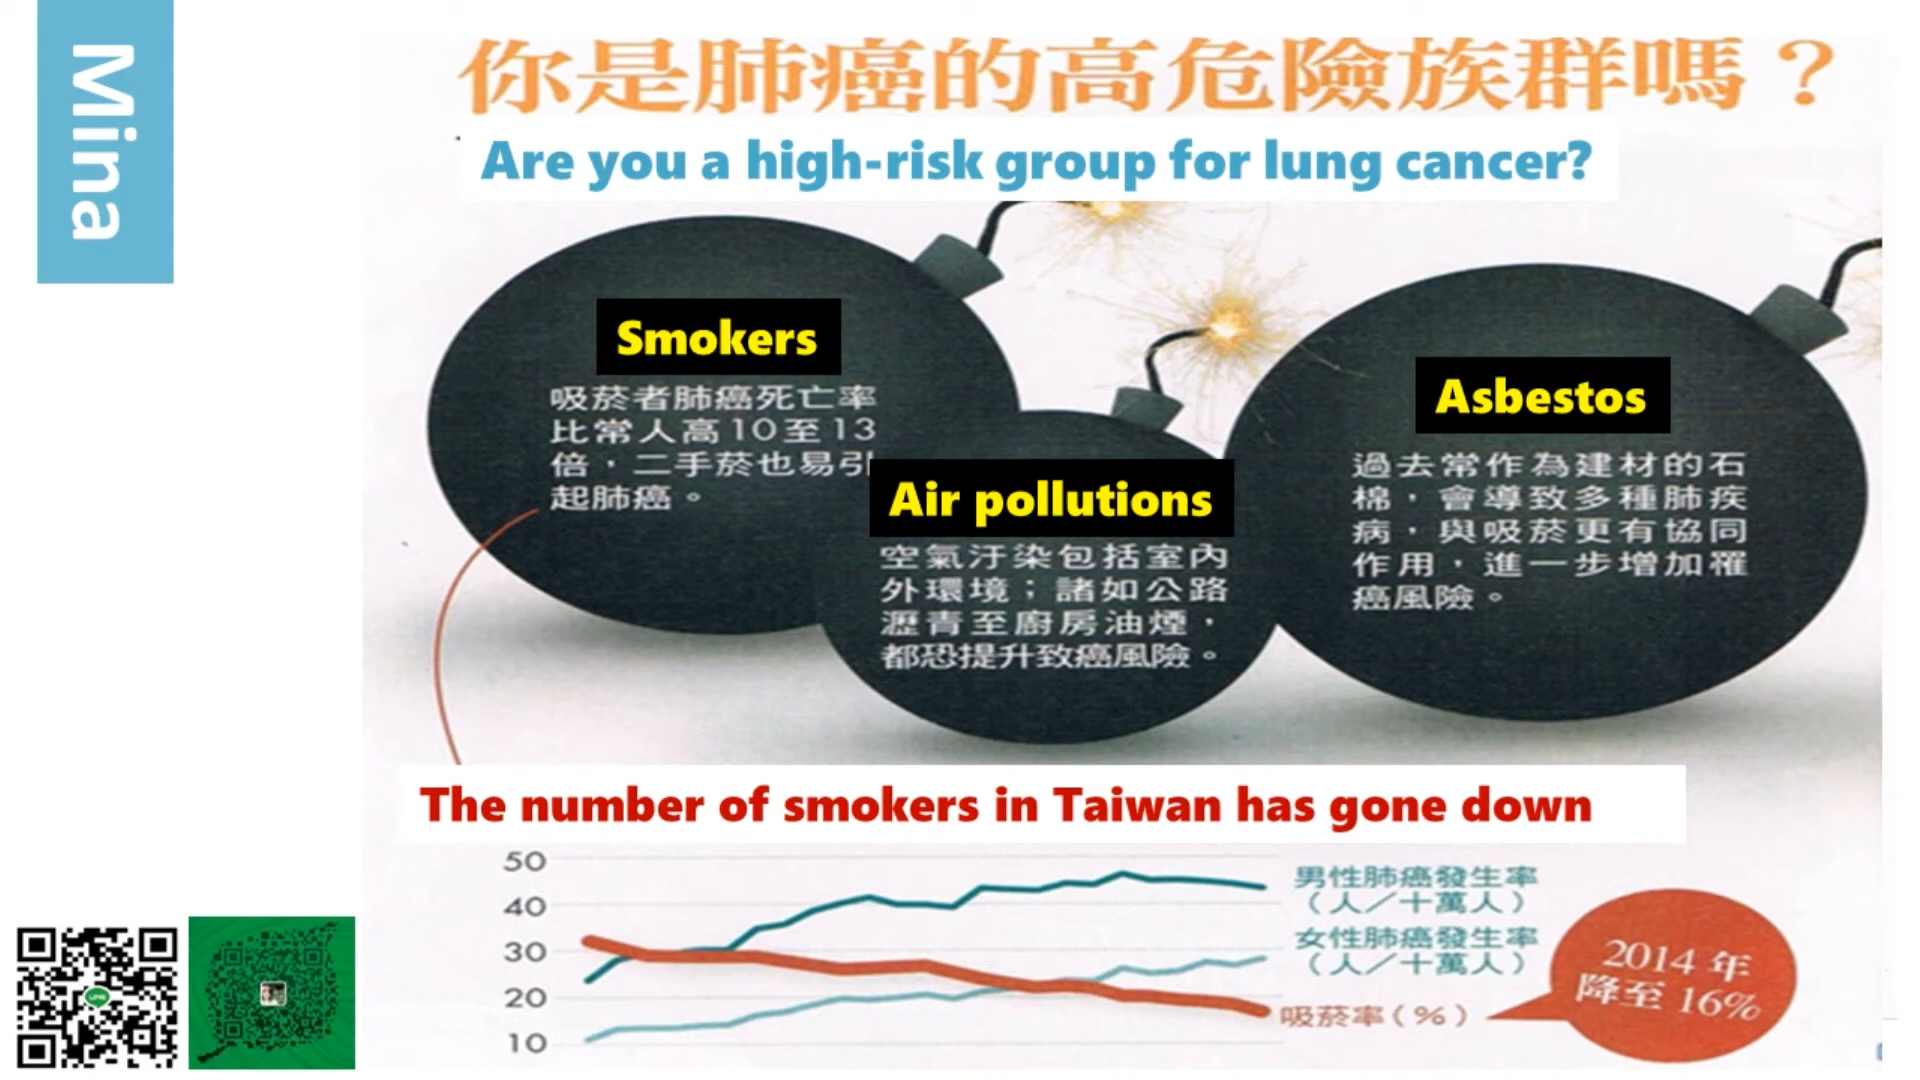 Mina
你是肺癌的高危險族群嗎？
Are you a high-risk group for lung cancer?
Smokers
吸菸者肺癌死亡率
比常人高10至13
倍，二手菸也易引
起肺癌。
Air pollutions
空氣汙染包括室內
外環境；諸如公路
瀝青至廚房油煙，
都恐提升致癌風險。
Asbestos
過去常作為建材的石
棉，會導致多種肺疾
病，與吸菸更有協同
作用，進一步增加罹
癌風險。
The number of smokers in Taiwan has gone down
50
40
30
20
10
男性肺癌發生率
（人／十萬人）
女性肺癌發生率
（人／十萬人）
吸菸率（%）
2014 年
降至 16%